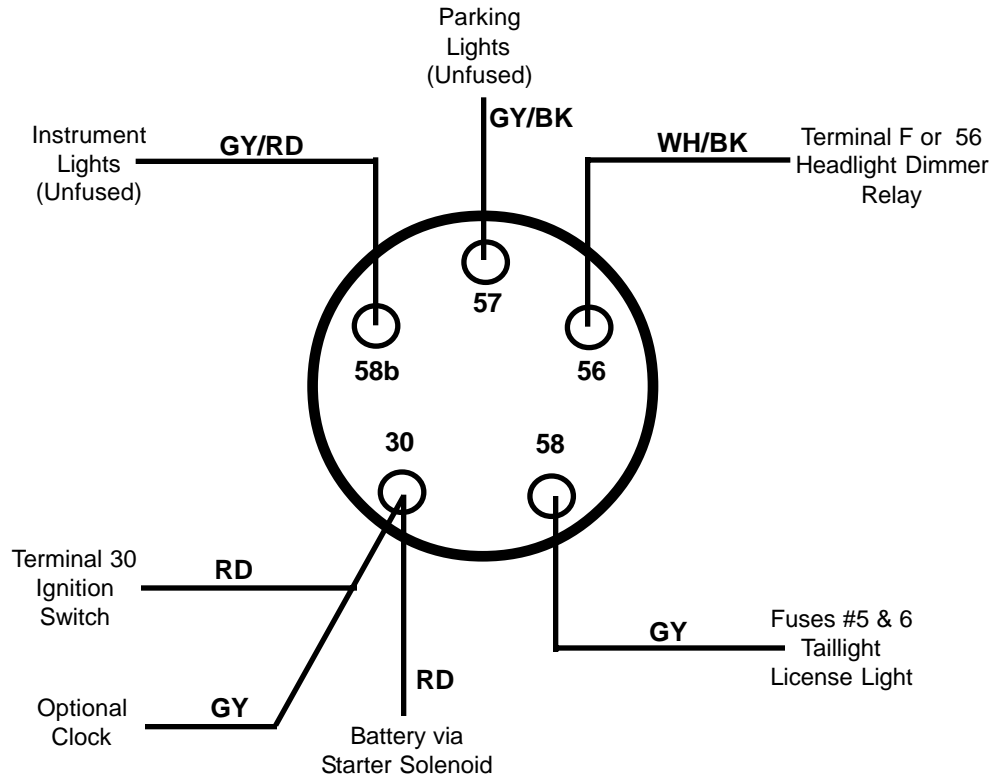 Parking
Lights
(Unfused)
GY/BK
Instrument
Lights
(Unfused)
GY/RD
WH/BK
Terminal F or 56
Headlight Dimmer
Relay
57
58b
56
30
58
Terminal 30
Ignition
Switch
RD
Optional
Clock
GY
RD
Battery via
Starter Solenoid
GY
Fuses #5 & 6
Taillight
License Light